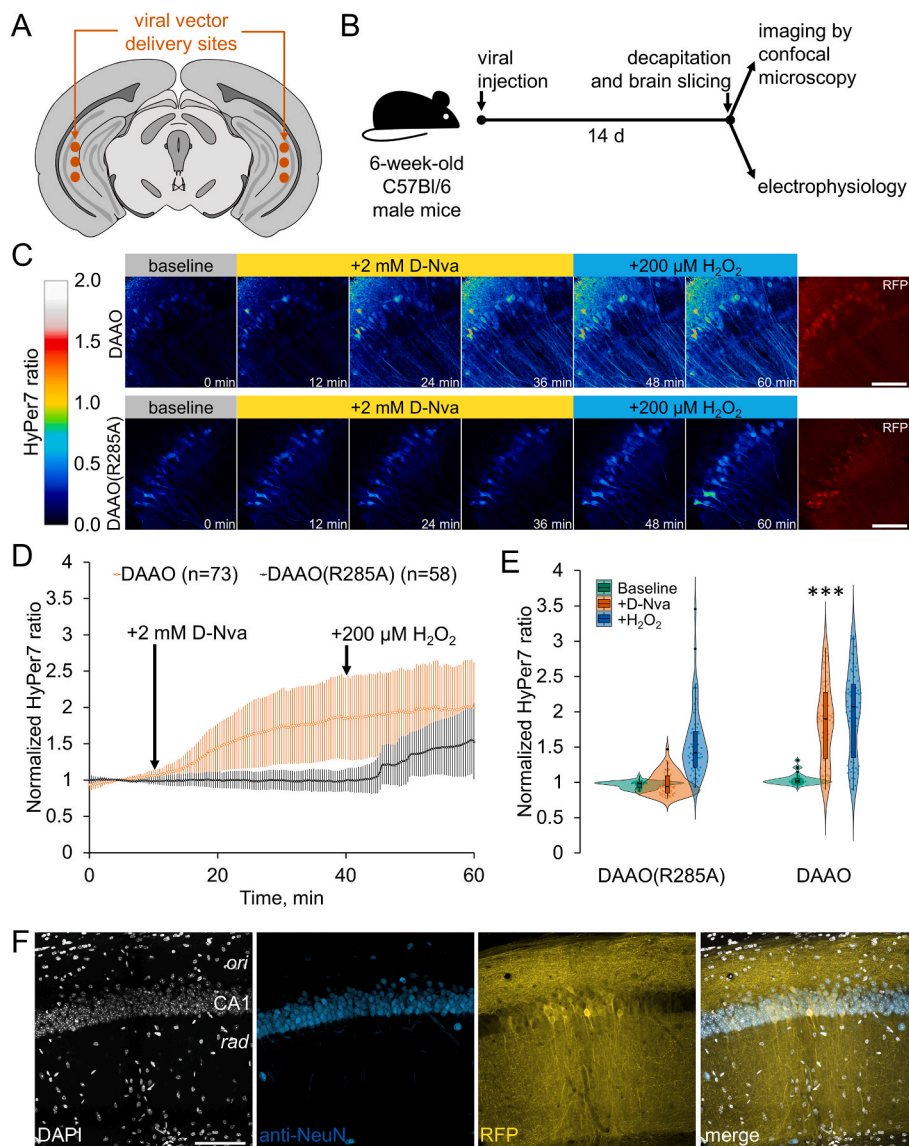 A
viral vector
delivery sites
B
viral
injection
decapitation
and brain slicing
imaging by
confocal
microscopy
14 d
6-week-old
C57Bl/6
male mice
electrophysiology
C
baseline
+2 mM D-Nva
+200 µM H₂O₂
HyPer7 ratio
2.0
1.5
1.0
0.5
0.0
DAAO
0 min
12 min
24 min
36 min
48 min
60 min
RFP
baseline
+2 mM D-Nva
+200 µM H₂O₂
DAAO(R285A)
0 min
12 min
24 min
36 min
48 min
60 min
RFP
D
DAAO (n=73)
DAAO(R285A) (n=58)
+2 mM D-Nva
+200 µM H₂O₂
Normalized HyPer7 ratio
4
3.5
3
2.5
2
1.5
1
0.5
0
0
20
40
60
Time, min
E
Baseline
+D-Nva
+H₂O₂
***
Normalized HyPer7 ratio
4
3.5
3
2.5
2
1.5
1
0.5
0
DAAO(R285A)
DAAO
F
ori
CA1
rad
DAPI
anti-NeuN
RFP
merge